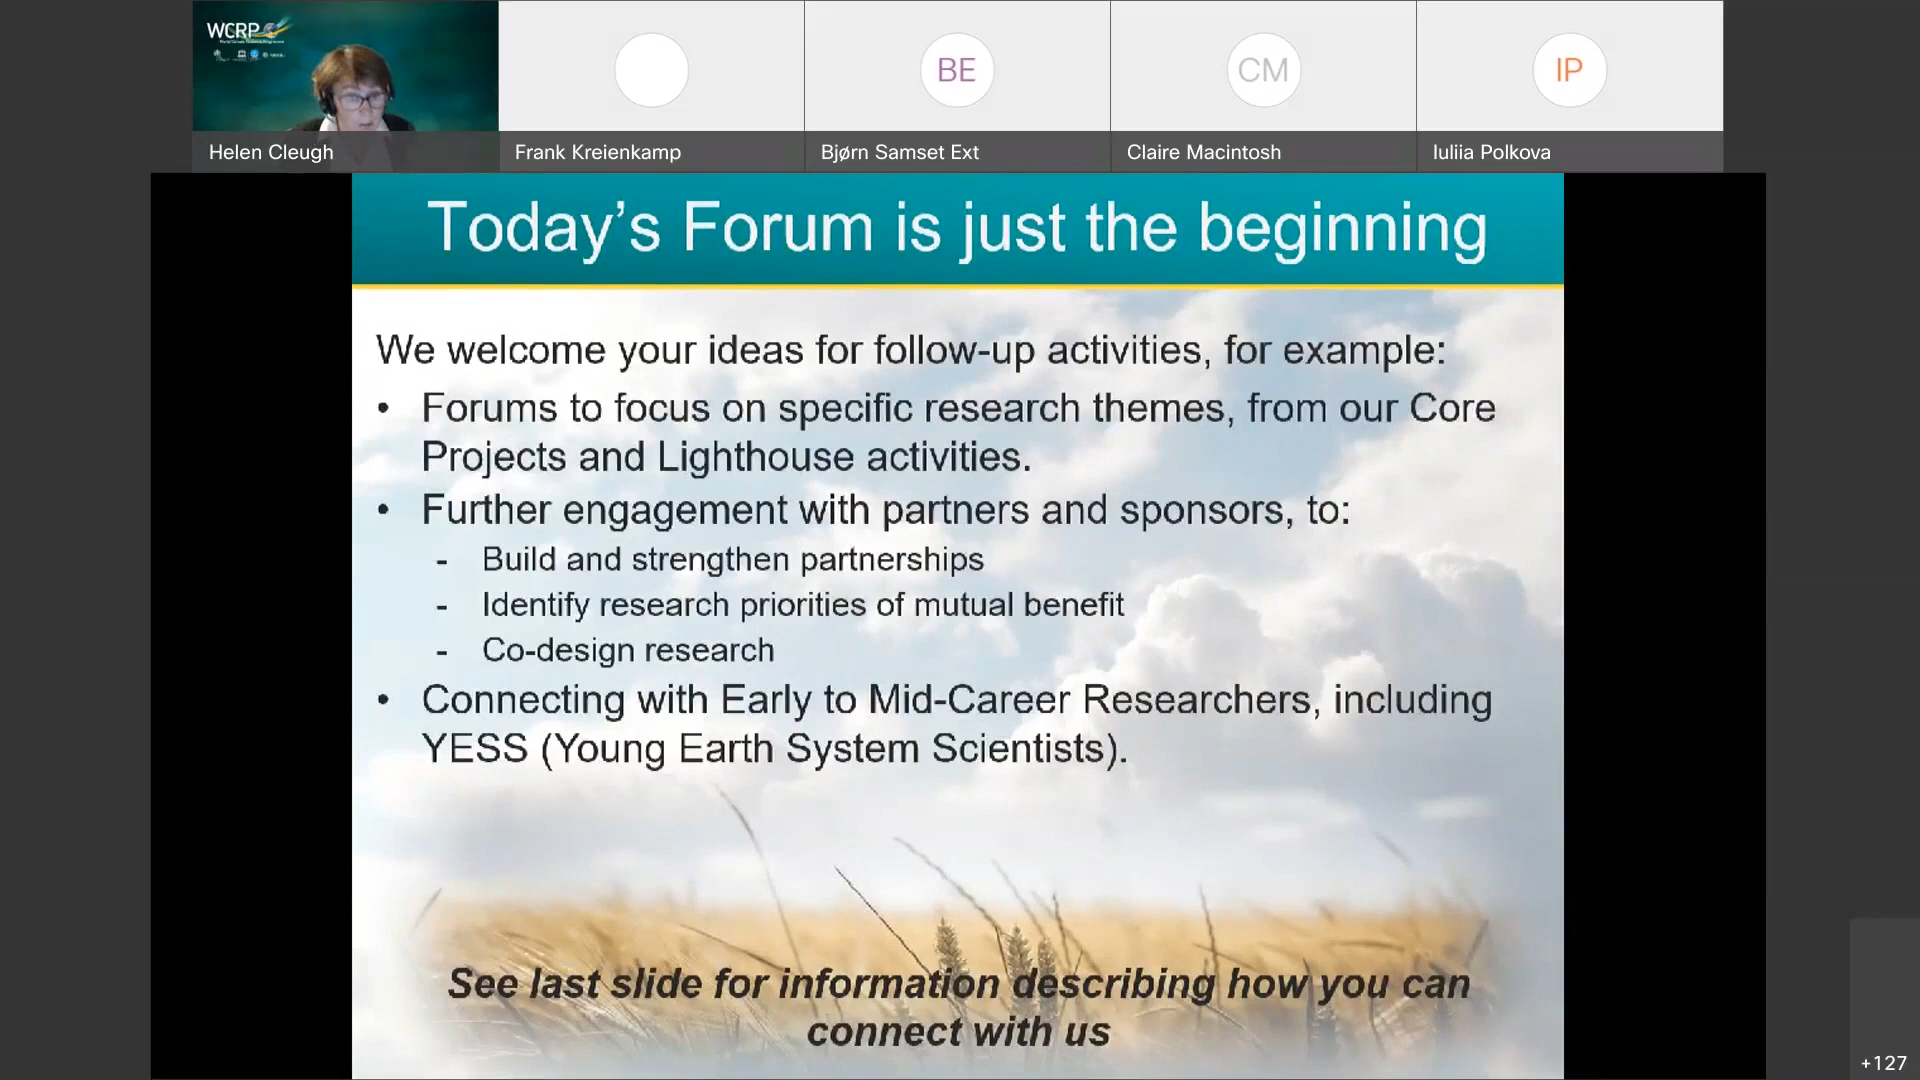 WCRP
BE
CM
IP
Helen Cleugh
Frank Kreienkamp
Bjørn Samset Ext
Claire Macintosh
Iuliia Polkova
Today's Forum is just the beginning
We welcome your ideas for follow-up activities, for example:
• Forums to focus on specific research themes, from our Core
Projects and Lighthouse activities.
• Further engagement with partners and sponsors, to:
- Build and strengthen partnerships
- Identify research priorities of mutual benefit
- Co-design research
• Connecting with Early to Mid-Career Researchers, including
YESS (Young Earth System Scientists).
See last slide for information describing how you can
connect with us
+127